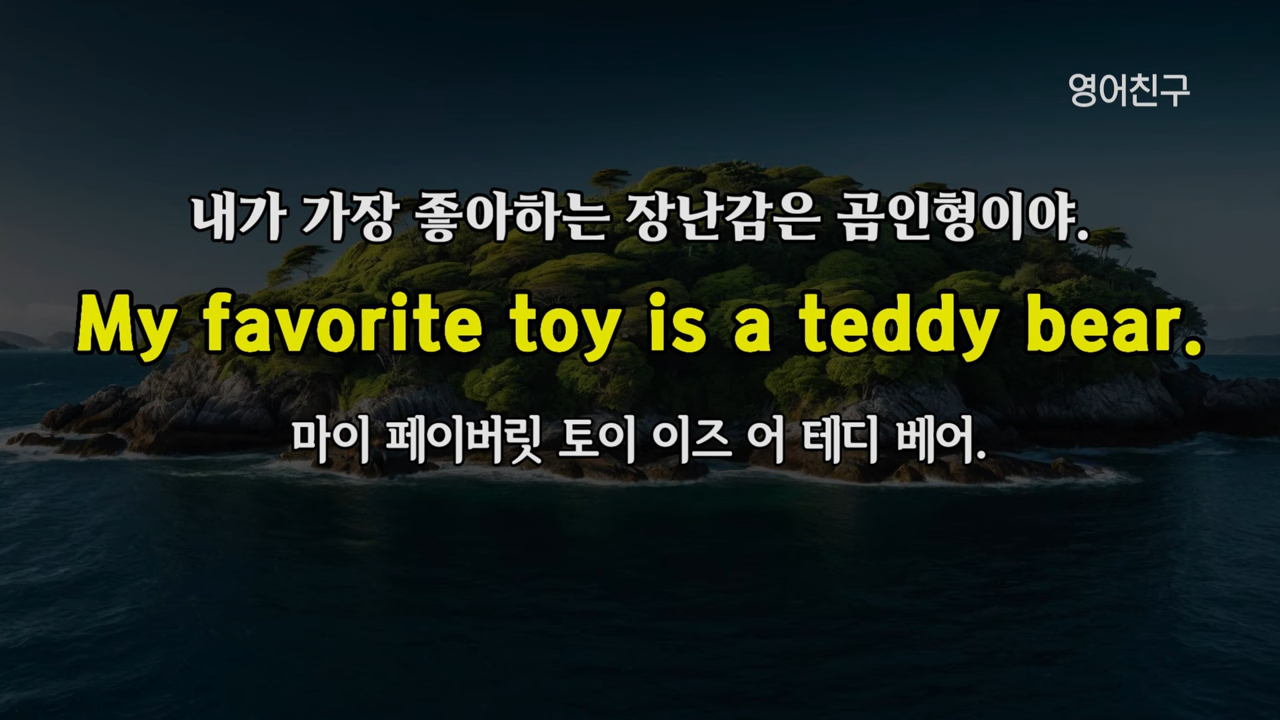 영어친구
내가 가장 좋아하는 장난감은 곰인형이야.
My favorite toy is a teddy bear.
마이 페이버릿 토이 이즈 어 테디 베어.